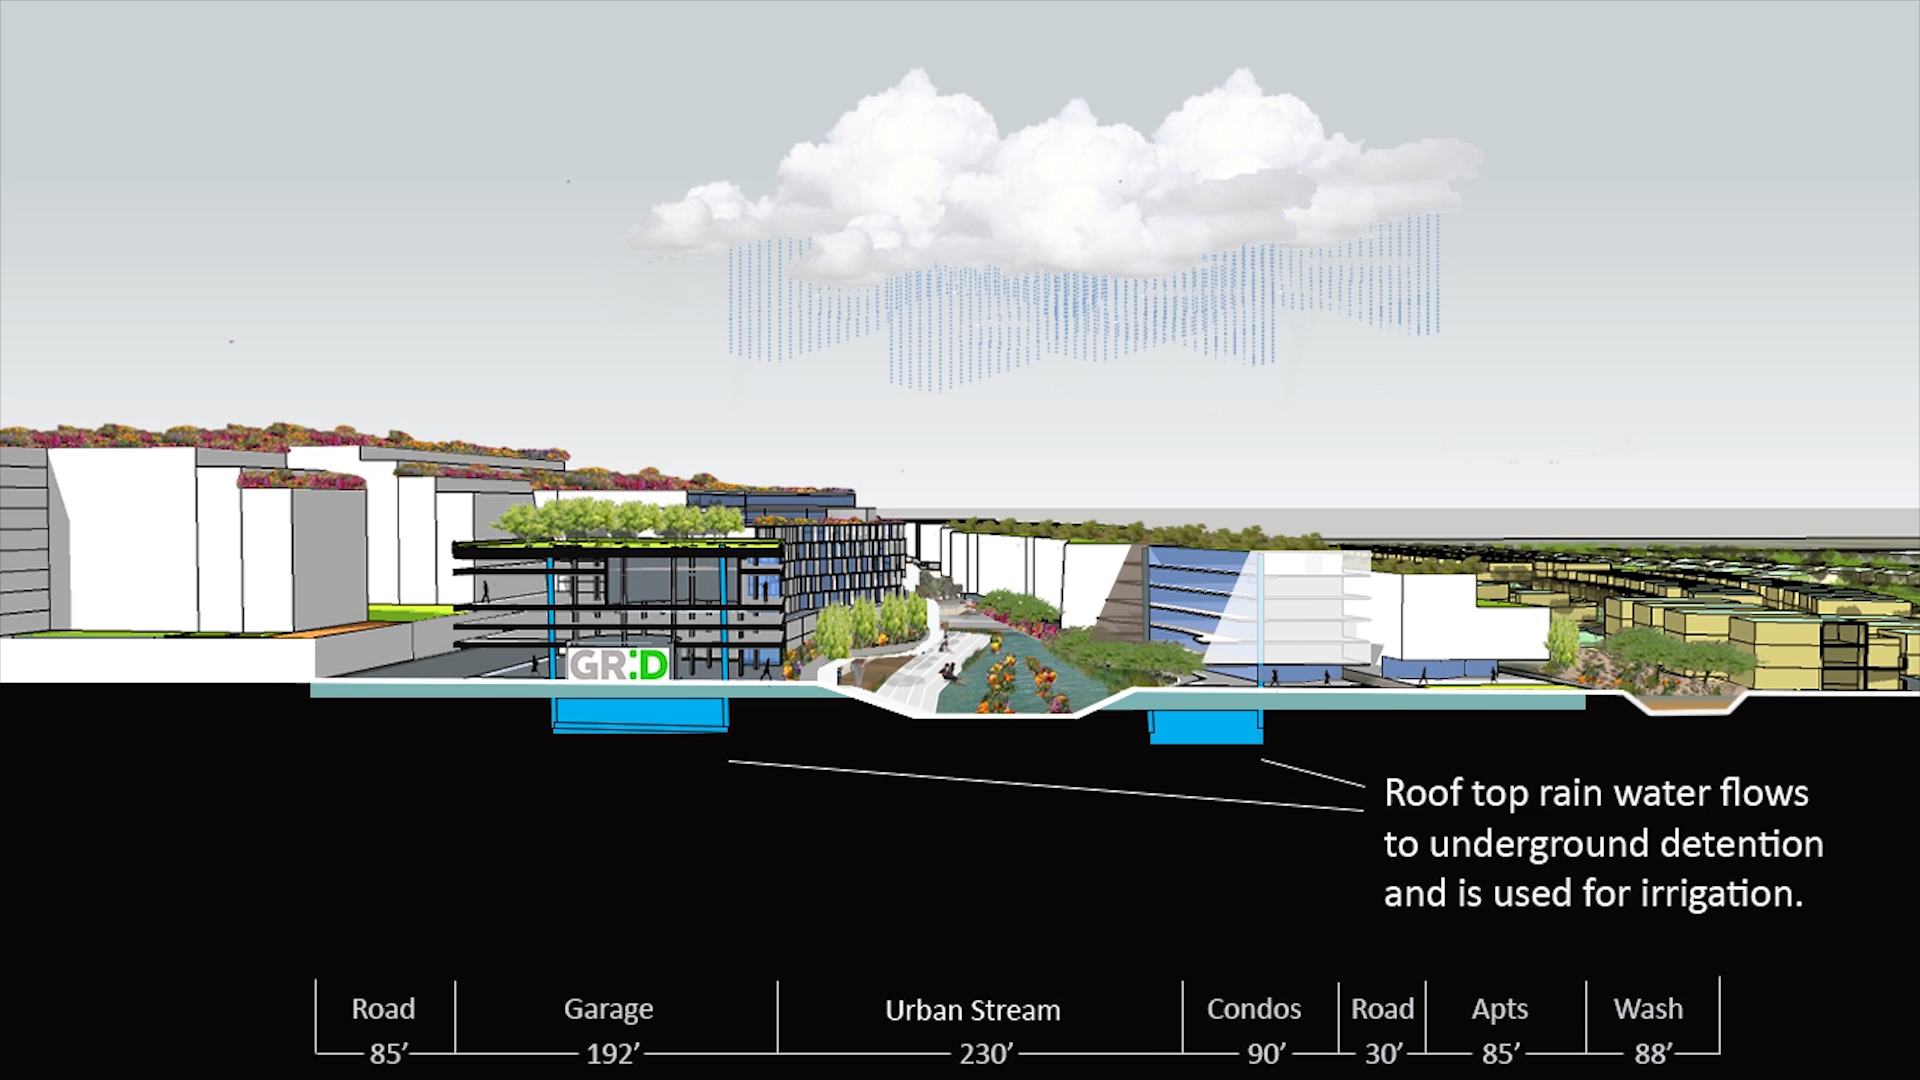 GR:D
Roof top rain water flows
to underground detention
and is used for irrigation.
Road Garage Urban Stream Condos Road Apts Wash
85’ 192’ 230’ 90’ 30’ 85’ 88’